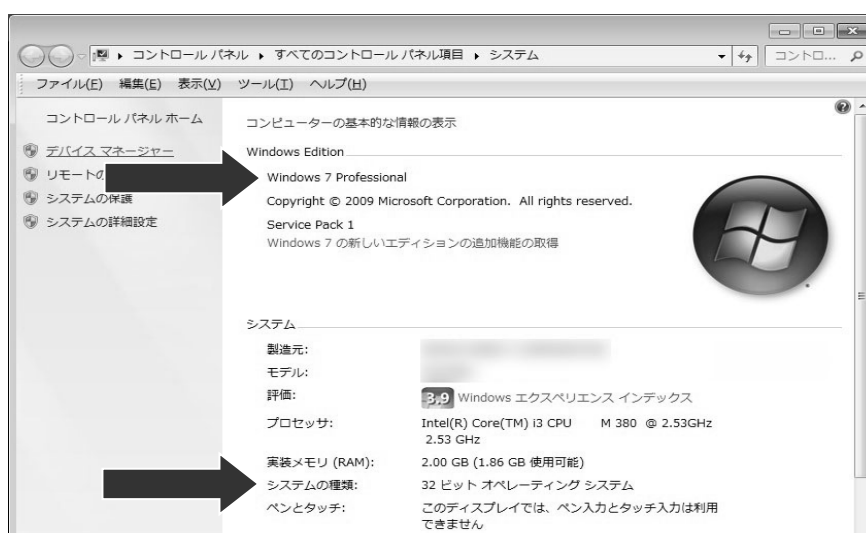 コントロール パネル ▸ すべてのコントロール パネル項目 ▸ システム
コントロ...
ファイル(F) 編集(E) 表示(V) ツール(T) ヘルプ(H)
コントロール パネル ホーム
デバイス マネージャー
リモートの
システムの保護
システムの詳細設定
コンピューターの基本的な情報の表示
Windows Edition
Windows 7 Professional
Copyright © 2009 Microsoft Corporation. All rights reserved.
Service Pack 1
Windows 7 の新しいエディションの追加機能の取得
システム
製造元:
モデル:
評価: 3.9 Windows エクスペリエンス インデックス
プロセッサ: Intel(R) Core(TM) i3 CPU M 380 @ 2.53GHz
2.53 GHz
実装メモリ (RAM): 2.00 GB (1.86 GB 使用可能)
システムの種類: 32 ビット オペレーティング システム
ペンとタッチ: このディスプレイでは、ペン入力とタッチ入力は利用
できません